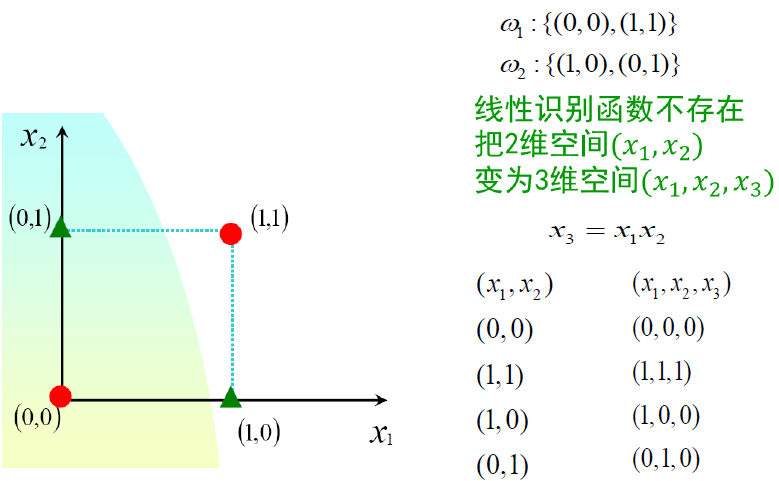 ω₁ : {(0,0),(1,1)}
ω₂ : {(1,0),(0,1)}
线性识别函数不存在
把2维空间(x₁,x₂)
变为3维空间(x₁,x₂,x₃)
x₃ = x₁x₂
(x₁,x₂) (x₁,x₂,x₃)
(0,0) (0,0,0)
(1,1) (1,1,1)
(1,0) (1,0,0)
(0,1) (0,1,0)
x₂
(0,1) (1,1)
(0,0) (1,0) x₁